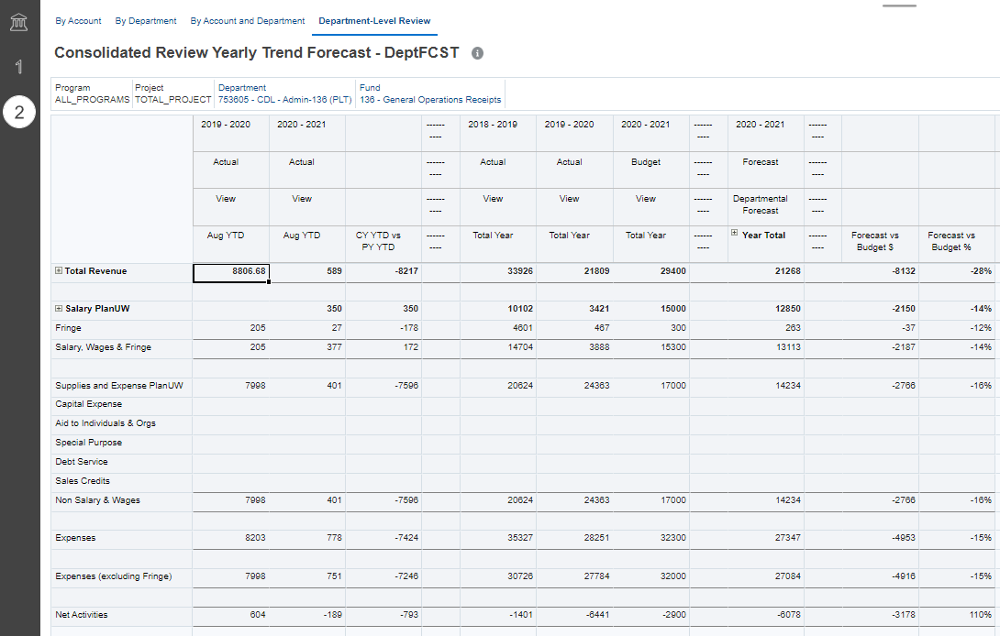 By Account By Department By Account and Department Department-Level Review
Consolidated Review Yearly Trend Forecast - DeptFCST i
1
2
Program Project Department Fund
ALL_PROGRAMS TOTAL_PROJECT 753605 - CDL - Admin-136 (PLT) 136 - General Operations Receipts
2019 - 2020 2020 - 2021 ------ 2018 - 2019 2019 - 2020 2020 - 2021 ------ 2020 - 2021 ------
---- ---- ----
Actual Actual ------ Actual Actual Budget ------ Forecast ------
---- ---- ----
View View ------ View View View ------ Departmental ------
---- ---- Forecast ----
Aug YTD Aug YTD CY YTD vs ------ Total Year Total Year Total Year ------ Year Total ------ Forecast vs Forecast vs
PY YTD ---- ---- ---- Budget $ Budget %
Total Revenue 8806.68 589 -8217 33926 21809 29400 21268 -8132 -28%
Salary PlanUW 350 350 10102 3421 15000 12850 -2150 -14%
Fringe 205 27 -178 4601 467 300 263 -37 -12%
Salary, Wages & Fringe 205 377 172 14704 3888 15300 13113 -2187 -14%
Supplies and Expense PlanUW 7998 401 -7596 20624 24363 17000 14234 -2766 -16%
Capital Expense
Aid to Individuals & Orgs
Special Purpose
Debt Service
Sales Credits
Non Salary & Wages 7998 401 -7596 20624 24363 17000 14234 -2766 -16%
Expenses 8203 778 -7424 35327 28251 32300 27347 -4953 -15%
Expenses (excluding Fringe) 7998 751 -7246 30726 27784 32000 27084 -4916 -15%
Net Activities 604 -189 -793 -1401 -6441 -2900 -6078 -3178 110%